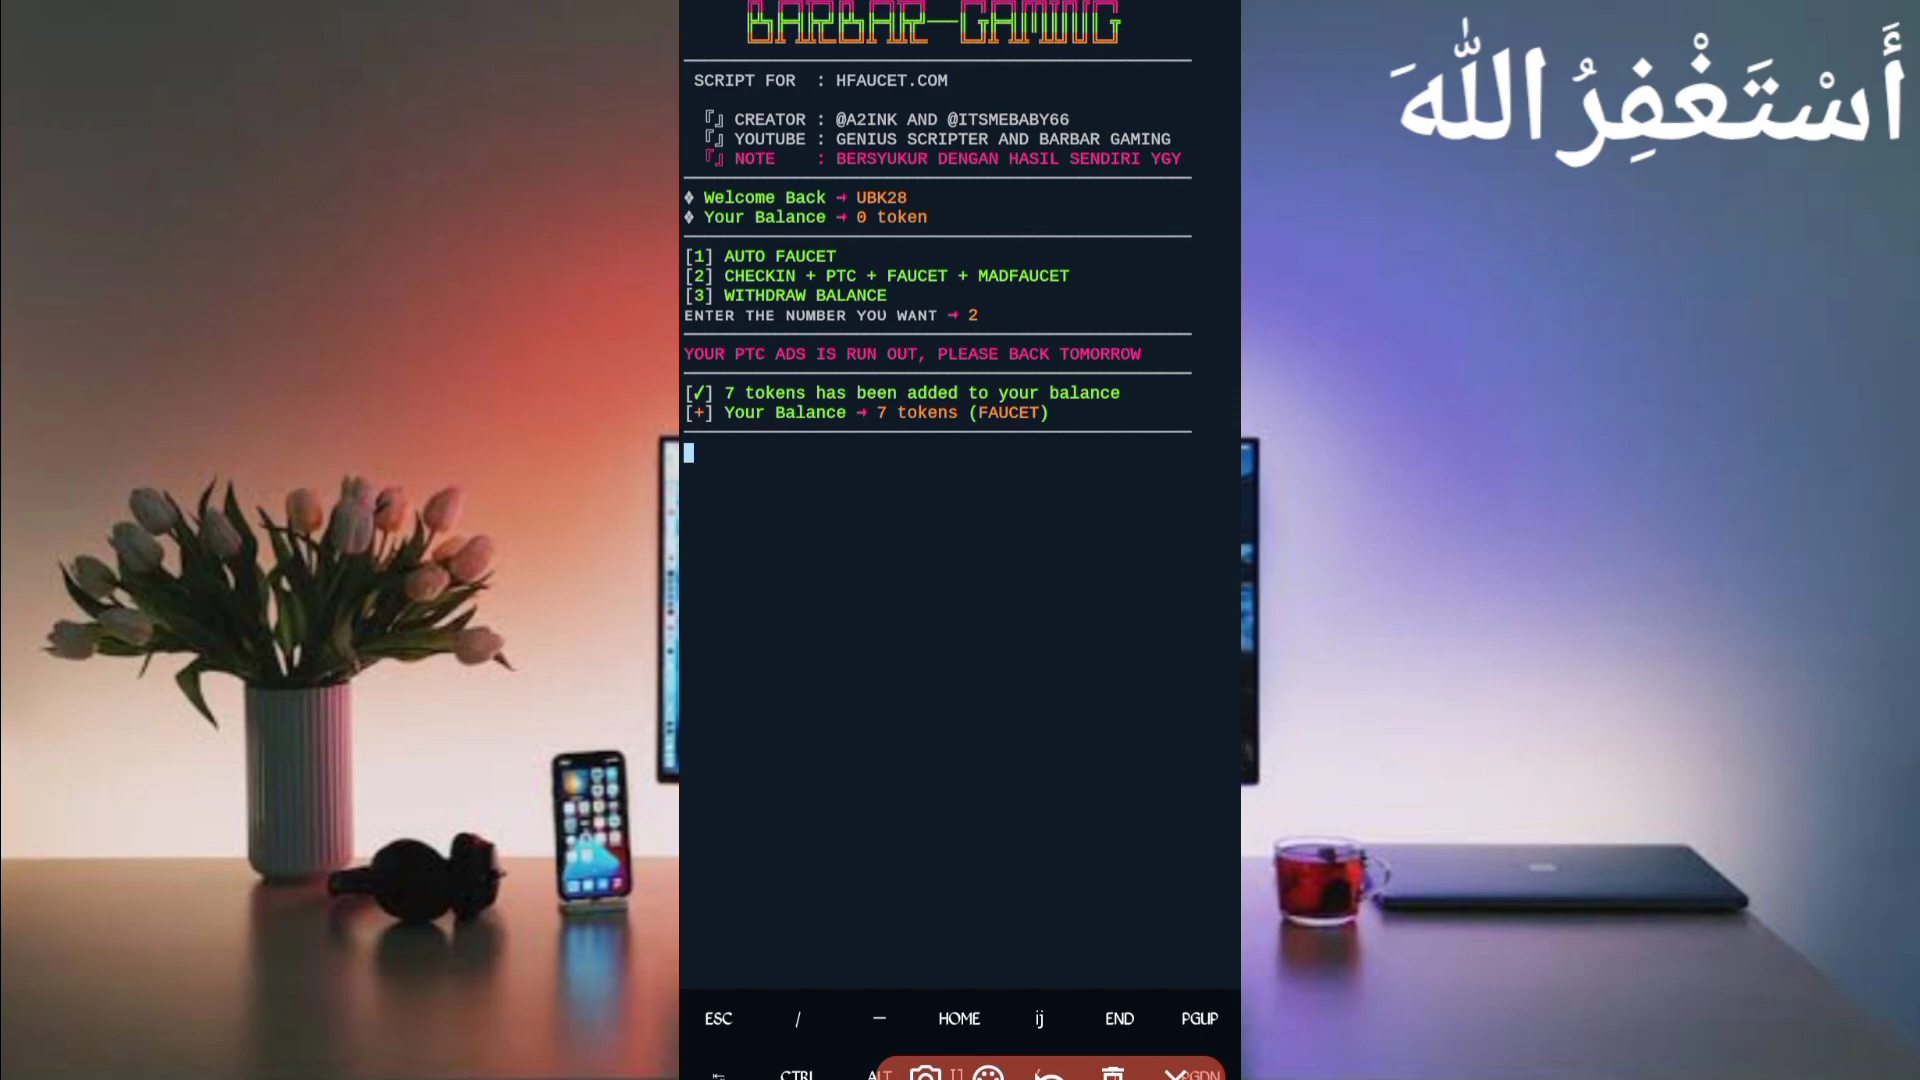 BARBAR—GAMING
أَسْتَغْفِرُ اللّٰهَ
SCRIPT FOR : HFAUCET.COM
『』 CREATOR : @A2INK AND @ITSMEBABY66
『』 YOUTUBE : GENIUS SCRIPTER AND BARBAR GAMING
『』 NOTE : BERSYUKUR DENGAN HASIL SENDIRI YGY
Welcome Back → UBK28
Your Balance → 0 token
[1] AUTO FAUCET
[2] CHECKIN + PTC + FAUCET + MADFAUCET
[3] WITHDRAW BALANCE
ENTER THE NUMBER YOU WANT → 2
YOUR PTC ADS IS RUN OUT, PLEASE BACK TOMORROW
[✓] 7 tokens has been added to your balance
[+] Your Balance → 7 tokens (FAUCET)
ESC / — HOME ij END PGUP
CTRL ALT PGDN